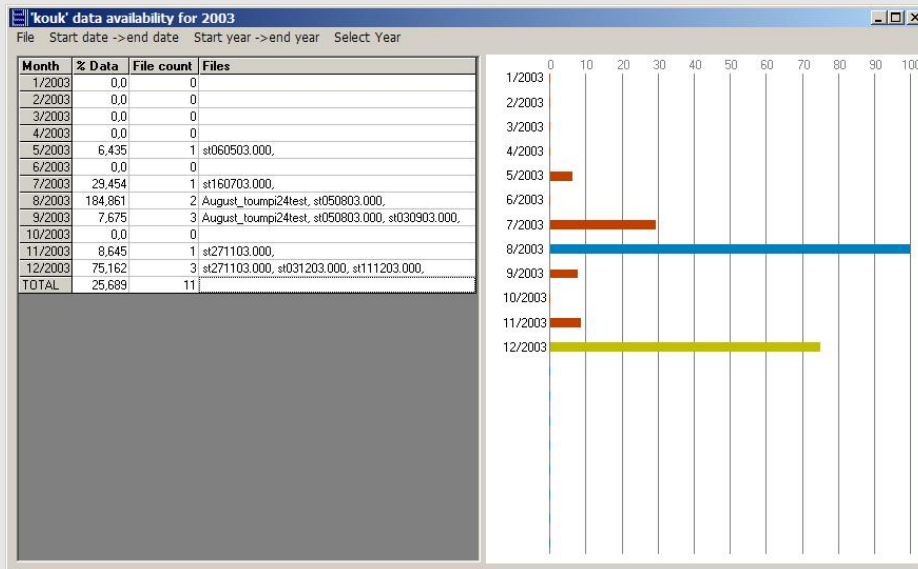 'kouk' data availability for 2003
File Start date ->end date Start year ->end year Select Year
Month % Data File count Files
1/2003 0,0 0
2/2003 0,0 0
3/2003 0,0 0
4/2003 0,0 0
5/2003 6,435 1 st060503.000,
6/2003 0,0 0
7/2003 29,454 1 st160703.000,
8/2003 184,861 2 August_toumpi24test, st050803.000,
9/2003 7,675 3 August_toumpi24test, st050803.000, st030903.000,
10/2003 0,0 0
11/2003 8,645 1 st271103.000,
12/2003 75,162 3 st271103.000, st031203.000, st111203.000,
TOTAL 25,689 11
0 10 20 30 40 50 60 70 80 90 100
1/2003
2/2003
3/2003
4/2003
5/2003
6/2003
7/2003
8/2003
9/2003
10/2003
11/2003
12/2003